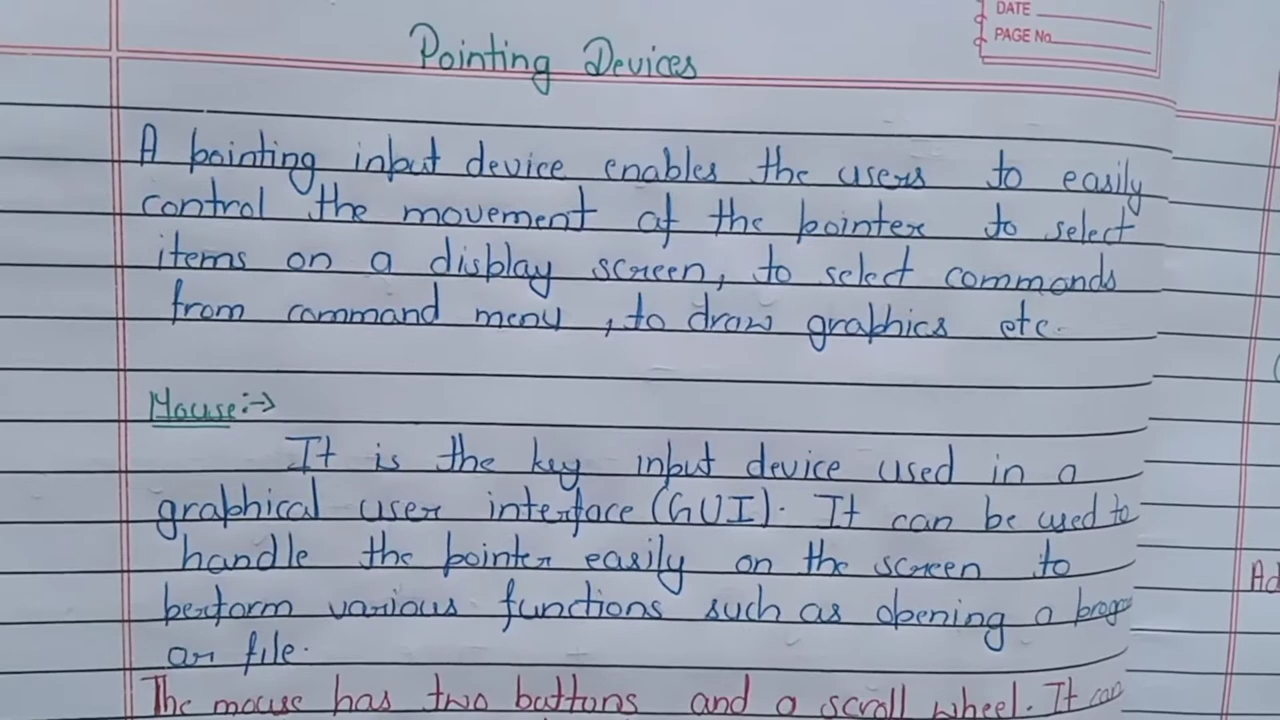 DATE
PAGE No.
Pointing Devices
A pointing input device enables the users to easily
control the movement of the pointer to select
items on a display screen, to select commands
from command menu , to draw graphics etc.
Mouse:->
It is the key input device used in a
graphical user interface (GUI). It can be used to
handle the pointer easily on the screen to
perform various functions such as opening a
or file.
The mouse has two buttons and a scroll wheel. It can
Ad